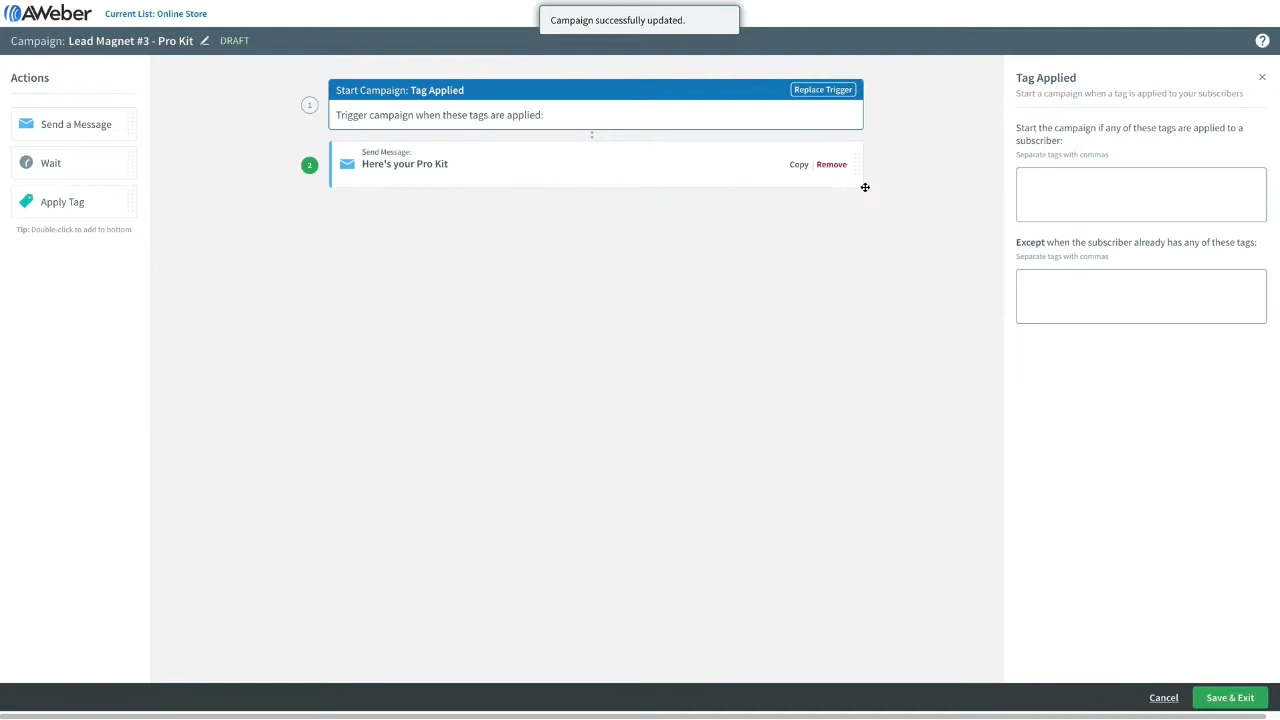 AWeber
Current List: Online Store
Campaign successfully updated.
Campaign: Lead Magnet #3 - Pro Kit
DRAFT
?
Actions
Send a Message
Wait
Apply Tag
Tip: Double-click to add to bottom
1
Start Campaign: Tag Applied
Replace Trigger
Trigger campaign when these tags are applied:
2
Send Message:
Here's your Pro Kit
Copy | Remove
Tag Applied
Start a campaign when a tag is applied to your subscribers
Start the campaign if any of these tags are applied to a
subscriber:
Separate tags with commas
Except when the subscriber already has any of these tags:
Separate tags with commas
Cancel
Save & Exit